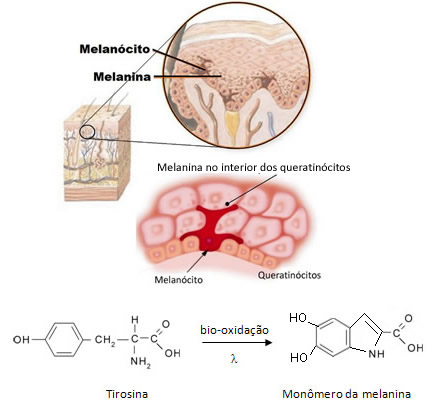 Melanócito
Melanina
Melanina no interior dos queratinócitos
Melanócito
Queratinócitos
OH
CH₂
H
C
NH₂
C
O
OH
bio-oxidação
λ
HO
HO
NH
C
O
OH
Tirosina
Monômero da melanina